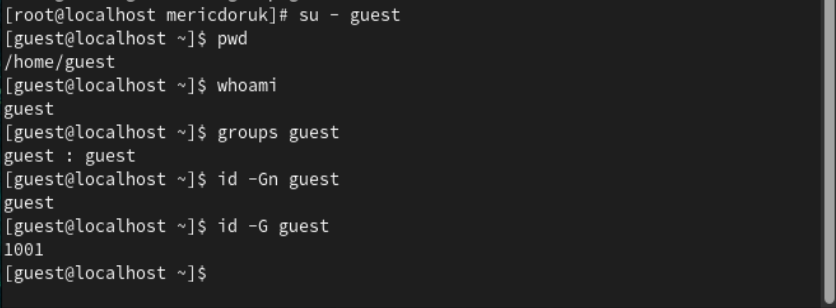 [root@localhost mericdoruk]# su - guest
[guest@localhost ~]$ pwd
/home/guest
[guest@localhost ~]$ whoami
guest
[guest@localhost ~]$ groups guest
guest : guest
[guest@localhost ~]$ id -Gn guest
guest
[guest@localhost ~]$ id -G guest
1001
[guest@localhost ~]$